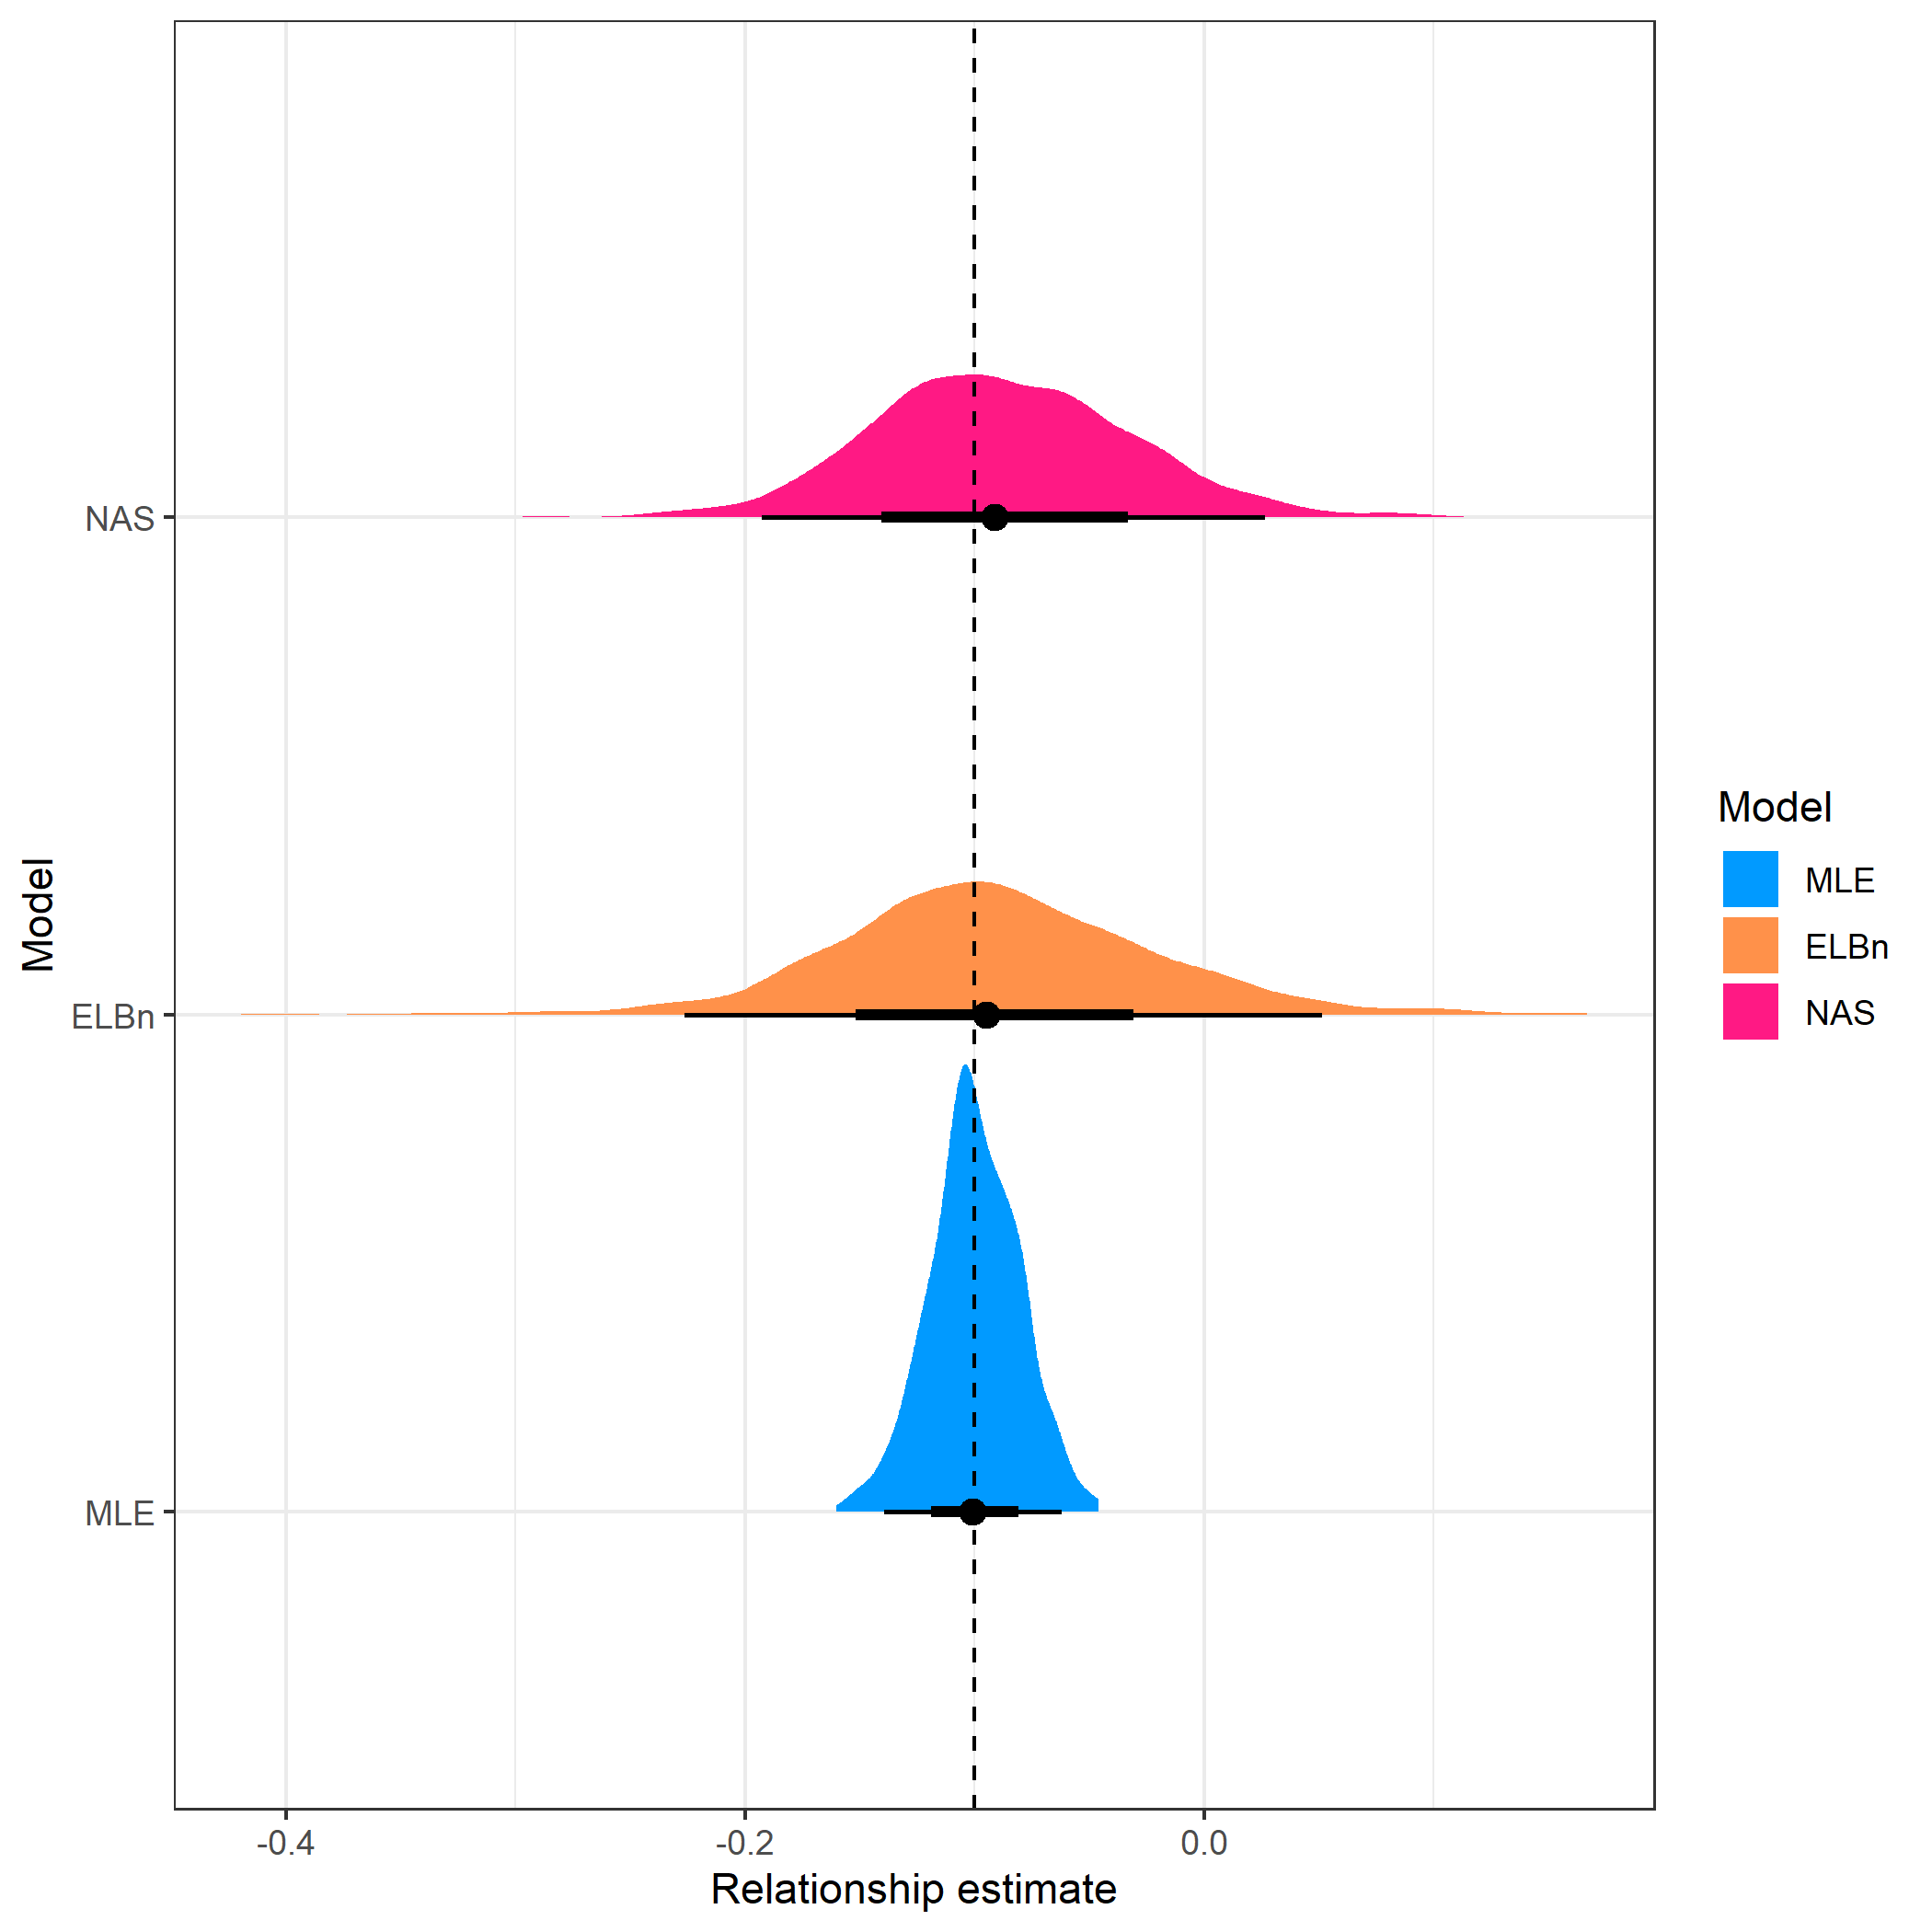 NAS
ELBn
MLE
Model
-0.4
-0.2
0.0
Relationship estimate
Model
MLE
ELBn
NAS